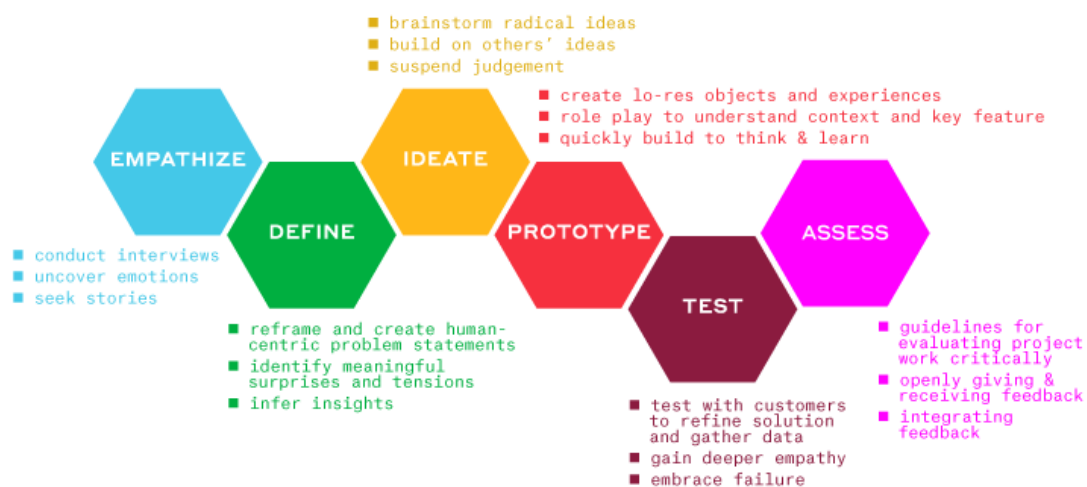 EMPATHIZE
■ conduct interviews
■ uncover emotions
■ seek stories
DEFINE
■ reframe and create human-
centric problem statements
■ identify meaningful
surprises and tensions
■ infer insights
IDEATE
■ brainstorm radical ideas
■ build on others’ ideas
■ suspend judgement
PROTOTYPE
■ create lo-res objects and experiences
■ role play to understand context and key feature
■ quickly build to think & learn
TEST
■ test with customers
to refine solution
and gather data
■ gain deeper empathy
■ embrace failure
ASSESS
■ guidelines for
evaluating project
work critically
■ openly giving &
receiving feedback
■ integrating
feedback